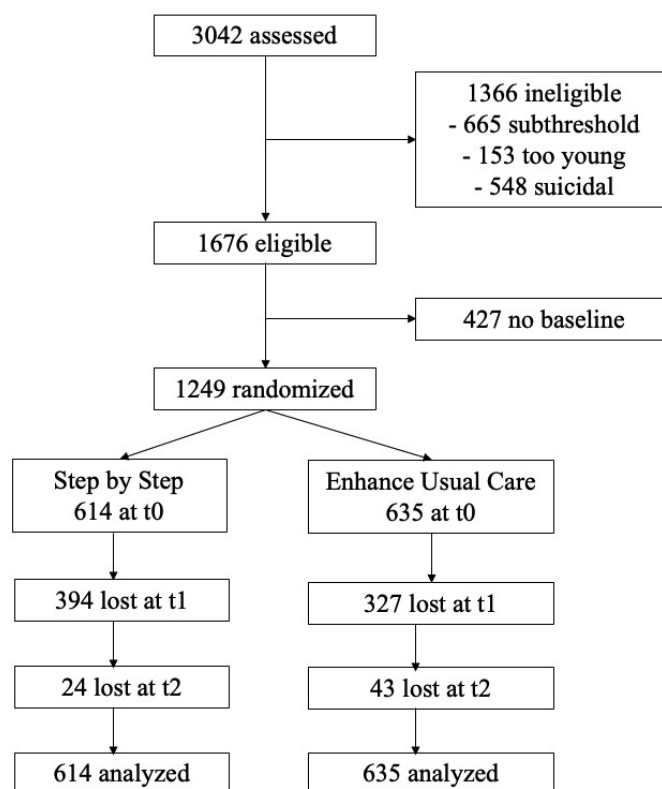 3042 assessed
1366 ineligible
- 665 subthreshold
- 153 too young
- 548 suicidal
1676 eligible
427 no baseline
1249 randomized
Step by Step
614 at t0
Enhance Usual Care
635 at t0
394 lost at t1
327 lost at t1
24 lost at t2
43 lost at t2
614 analyzed
635 analyzed